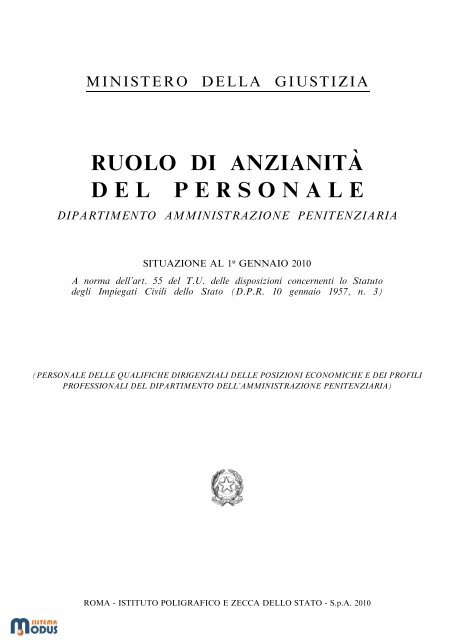 MINISTERO DELLA GIUSTIZIA
RUOLO DI ANZIANITÀ
DEL PERSONALE
DIPARTIMENTO AMMINISTRAZIONE PENITENZIARIA
SITUAZIONE AL 1º GENNAIO 2010
A norma dell'art. 55 del T.U. delle disposizioni concernenti lo Statuto
degli Impiegati Civili dello Stato (D.P.R. 10 gennaio 1957, n. 3)
(PERSONALE DELLE QUALIFICHE DIRIGENZIALI DELLE POSIZIONI ECONOMICHE E DEI PROFILI
PROFESSIONALI DEL DIPARTIMENTO DELL'AMMINISTRAZIONE PENITENZIARIA)
ROMA - ISTITUTO POLIGRAFICO E ZECCA DELLO STATO - S.p.A. 2010
SISTEMA
MODUS